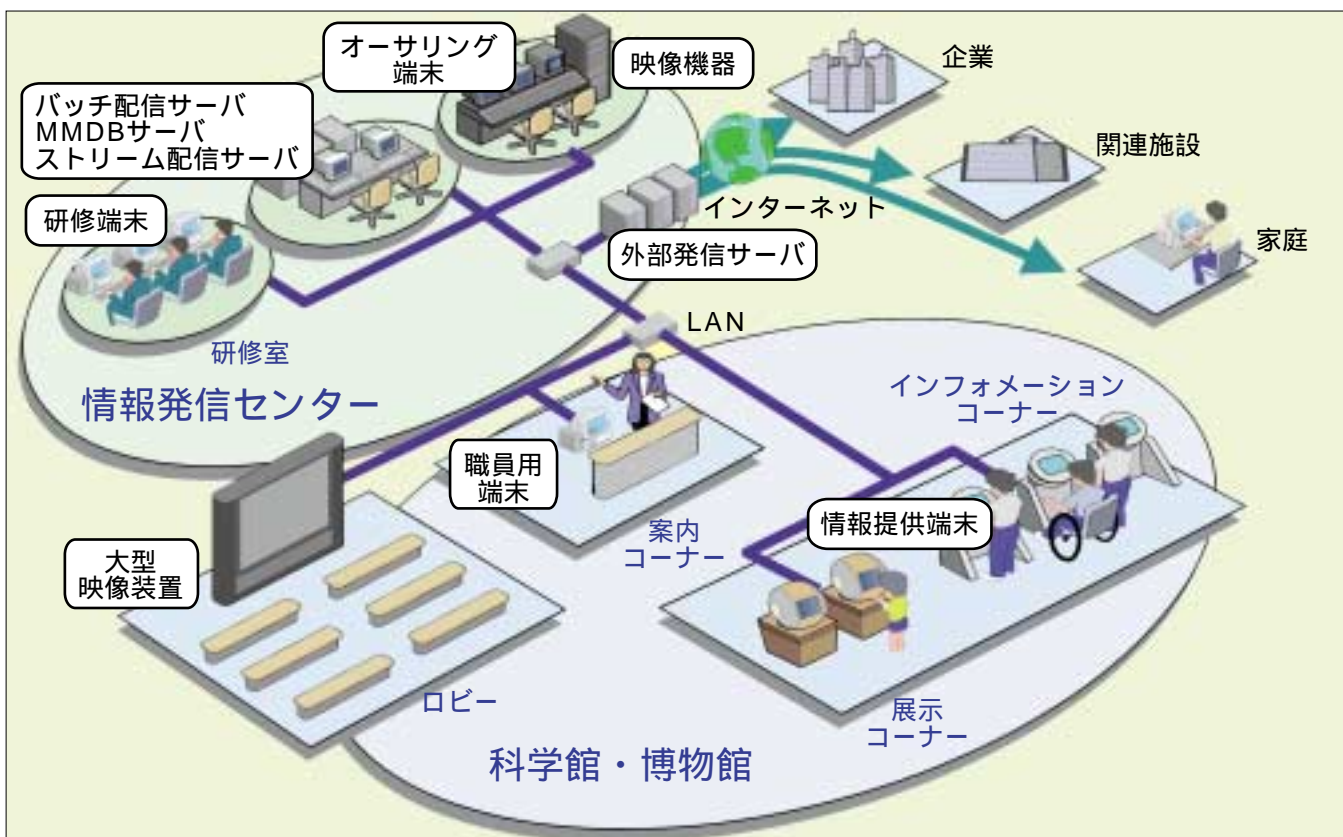 オーサリング
端末
映像機器
企業
バッチ配信サーバ
MMDBサーバ
ストリーム配信サーバ
関連施設
研修端末
インターネット
外部発信サーバ
家庭
LAN
研修室
情報発信センター
インフォメーション
コーナー
職員用
端末
案内
コーナー
情報提供端末
大型
映像装置
ロビー
展示
コーナー
科学館・博物館